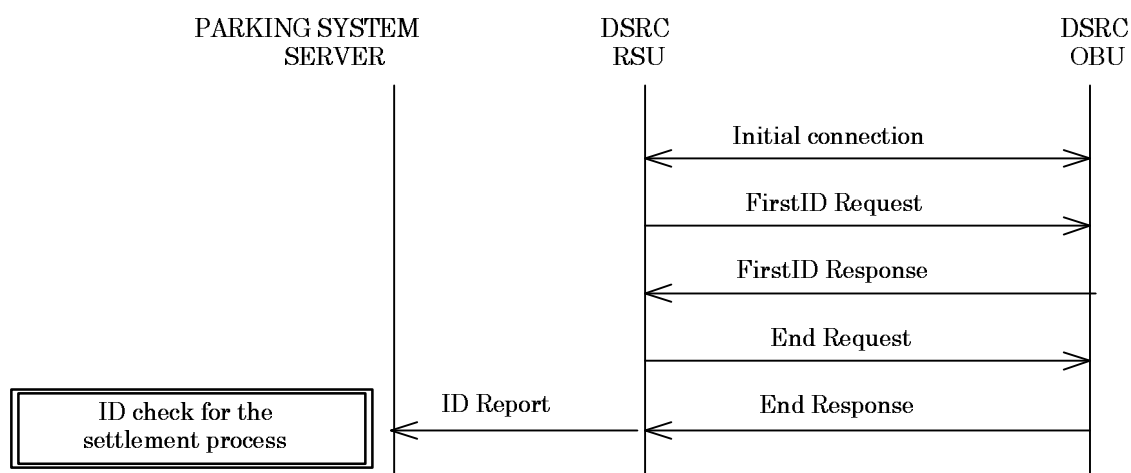 PARKING SYSTEM
SERVER
DSRC
RSU
DSRC
OBU
Initial connection
FirstID Request
FirstID Response
End Request
End Response
ID Report
ID check for the
settlement process